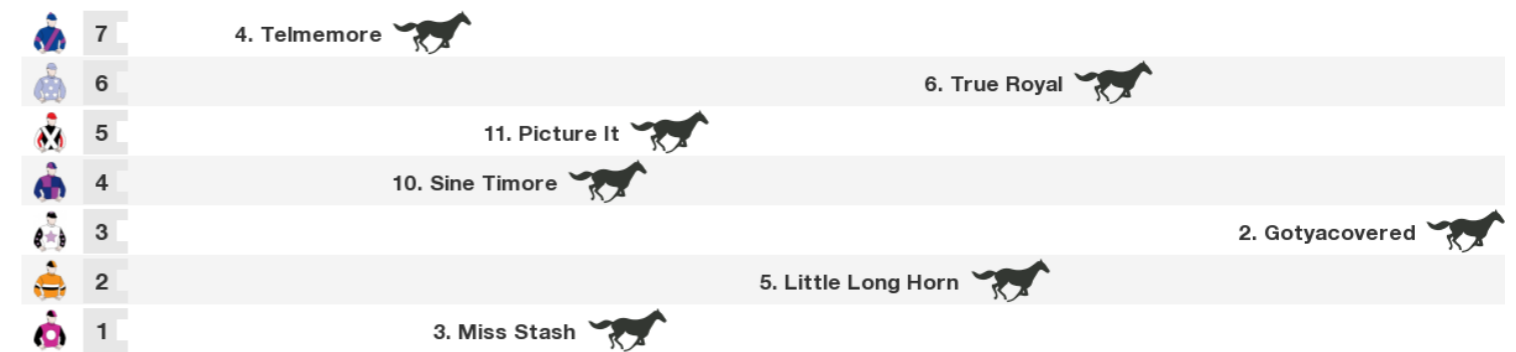 7 4. Telmemore
6 6. True Royal
5 11. Picture It
4 10. Sine Timore
3 2. Gotyacovered
2 5. Little Long Horn
1 3. Miss Stash